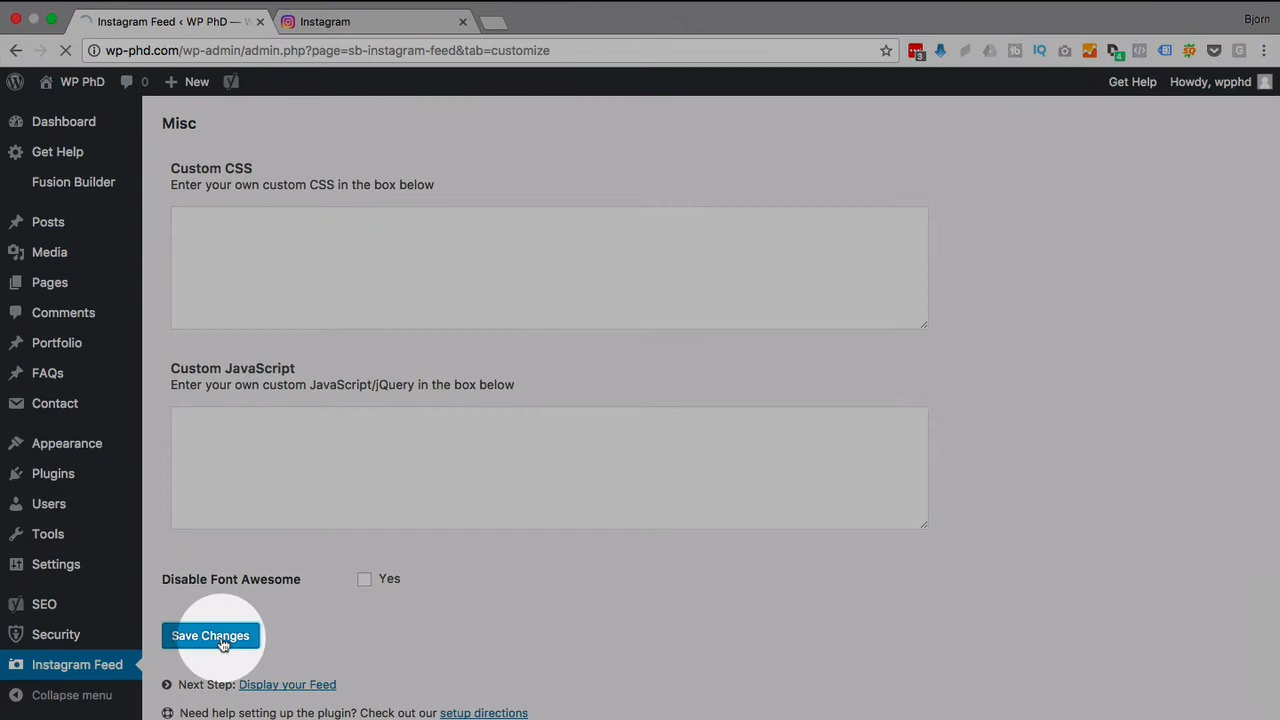 Instagram Feed ‹ WP PhD — W
Instagram
Bjorn
wp-phd.com/wp-admin/admin.php?page=sb-instagram-feed&tab=customize
WP PhD
0
New
Get Help
Howdy, wpphd
Dashboard
Get Help
Fusion Builder
Posts
Media
Pages
Comments
Portfolio
FAQs
Contact
Appearance
Plugins
Users
Tools
Settings
SEO
Security
Instagram Feed
Collapse menu
Misc
Custom CSS
Enter your own custom CSS in the box below
Custom JavaScript
Enter your own custom JavaScript/jQuery in the box below
Disable Font Awesome
Yes
Save Changes
Next Step: Display your Feed
Need help setting up the plugin? Check out our setup directions